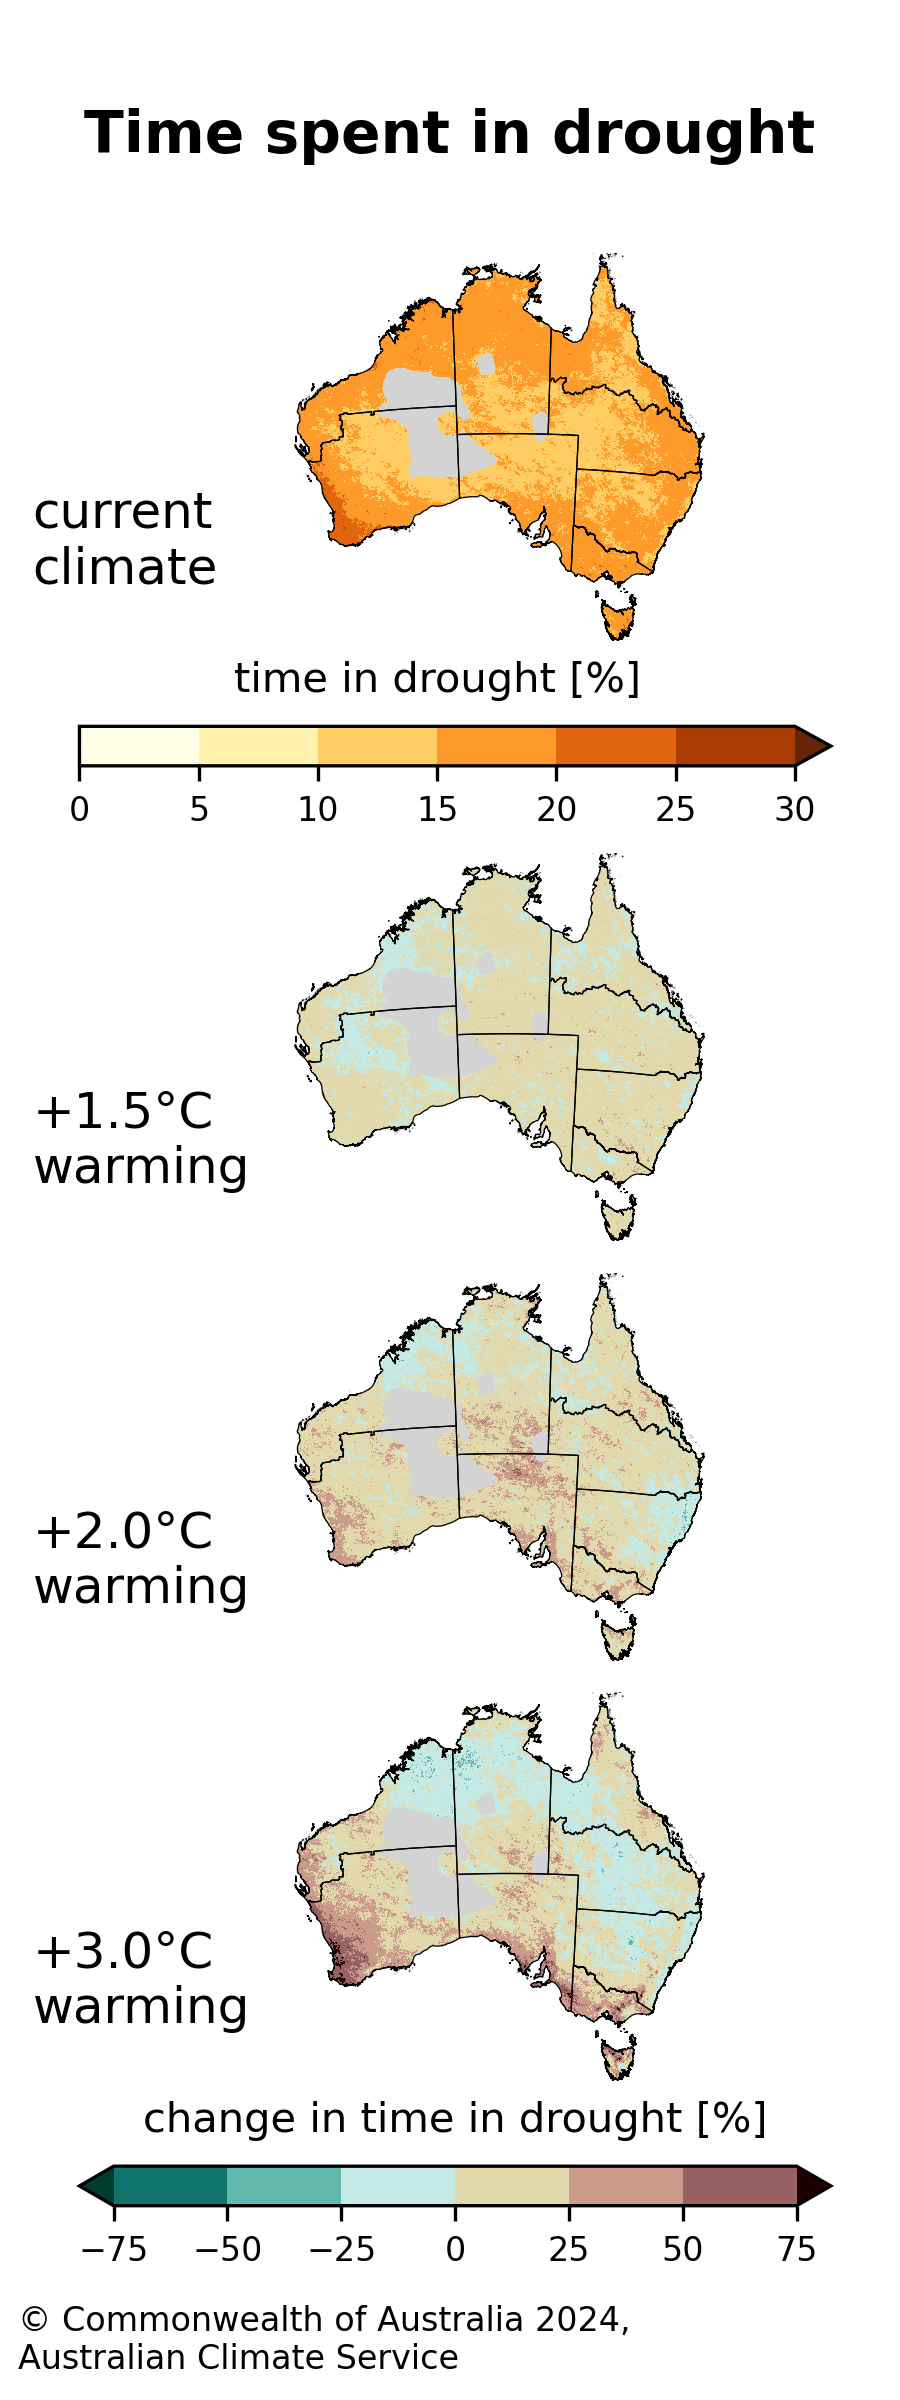 Time spent in drought
current
climate
time in drought [%]
0 5 10 15 20 25 30
+1.5°C
warming
+2.0°C
warming
+3.0°C
warming
change in time in drought [%]
−75 −50 −25 0 25 50 75
© Commonwealth of Australia 2024,
Australian Climate Service